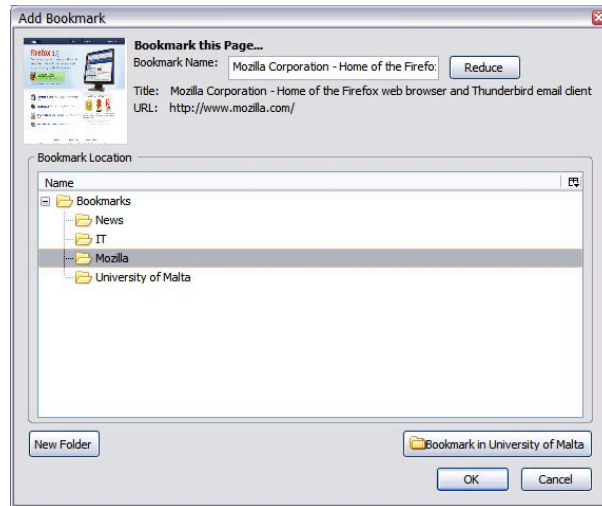 Add Bookmark
Firefox
Bookmark this Page...
Bookmark Name: Mozilla Corporation - Home of the Firefo: Reduce
Title: Mozilla Corporation - Home of the Firefox web browser and Thunderbird email client
URL: http://www.mozilla.com/
Bookmark Location
Name
Bookmarks
News
IT
Mozilla
University of Malta
New Folder Bookmark in University of Malta
OK Cancel